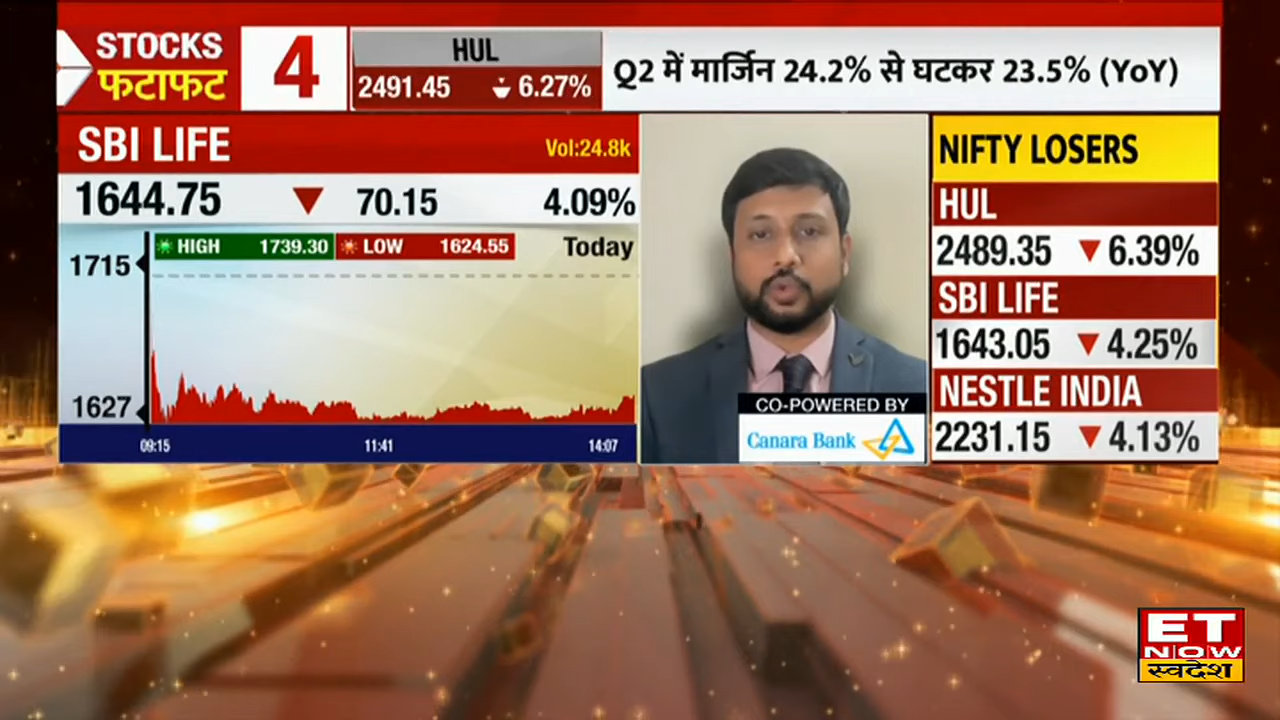 STOCKS
फटाफट
4
HUL
2491.45 6.27%
Q2 में मार्जिन 24.2% से घटकर 23.5% (YoY)
SBI LIFE
Vol:24.8k
1644.75 ▼ 70.15 4.09%
HIGH 1739.30 LOW 1624.55 Today
1715
1627
09:15 11:41 14:07
CO-POWERED BY
Canara Bank
NIFTY LOSERS
HUL
2489.35 ▼ 6.39%
SBI LIFE
1643.05 ▼ 4.25%
NESTLE INDIA
2231.15 ▼ 4.13%
ET
NOW
स्वदेश